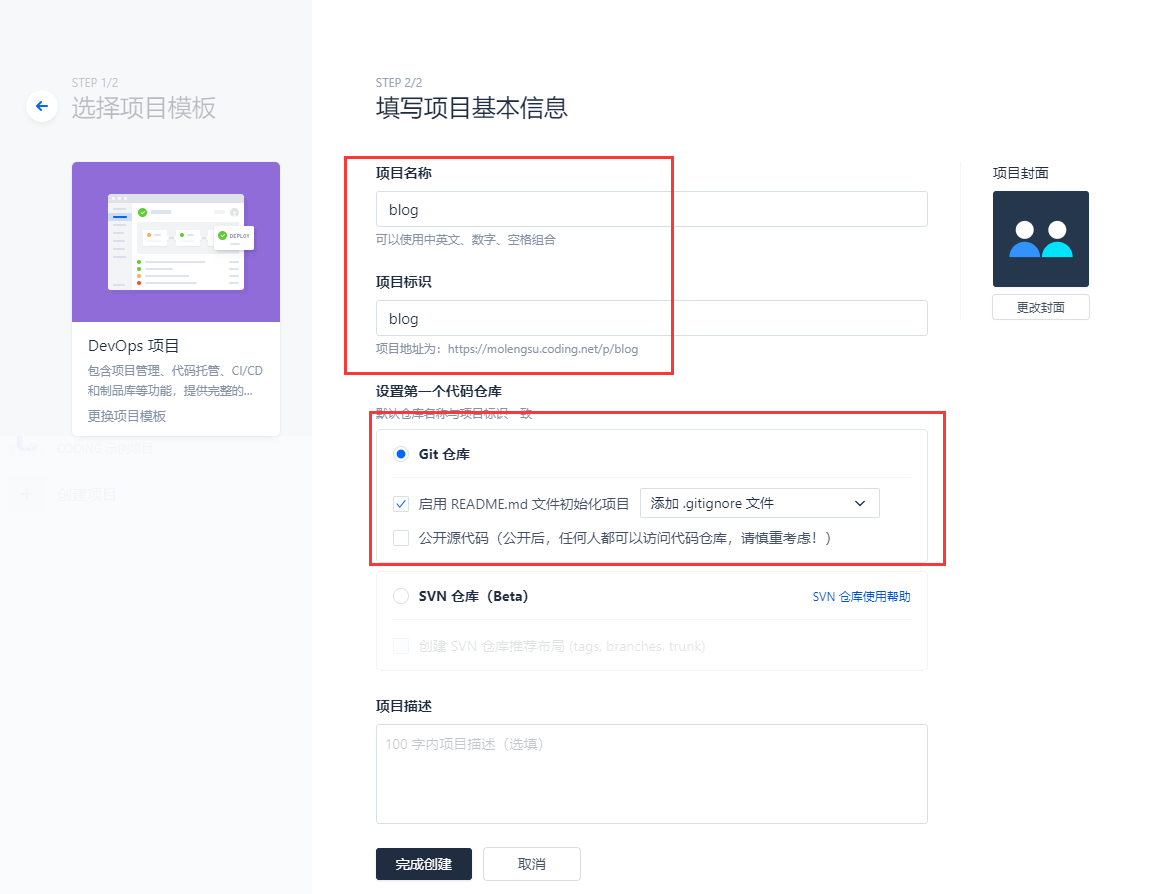 STEP 1/2
选择项目模板
DEPLOY
DevOps 项目
包含项目管理、代码托管、CI/CD
和制品库等功能，提供完整的...
更换项目模板
创建项目
STEP 2/2
填写项目基本信息
项目名称
blog
可以使用中英文、数字、空格组合
项目标识
blog
项目地址为：https://molengsu.coding.net/p/blog
设置第一个代码仓库
默认仓库名称与项目标识一致
Git 仓库
启用 README.md 文件初始化项目
添加 .gitignore 文件
公开源代码（公开后，任何人都可以访问代码仓库，请慎重考虑！）
SVN 仓库（Beta）
SVN 仓库使用帮助
创建 SVN 仓库推荐布局 (tags, branches, trunk)
项目描述
100 字内项目描述（选填）
完成创建
取消
项目封面
更改封面